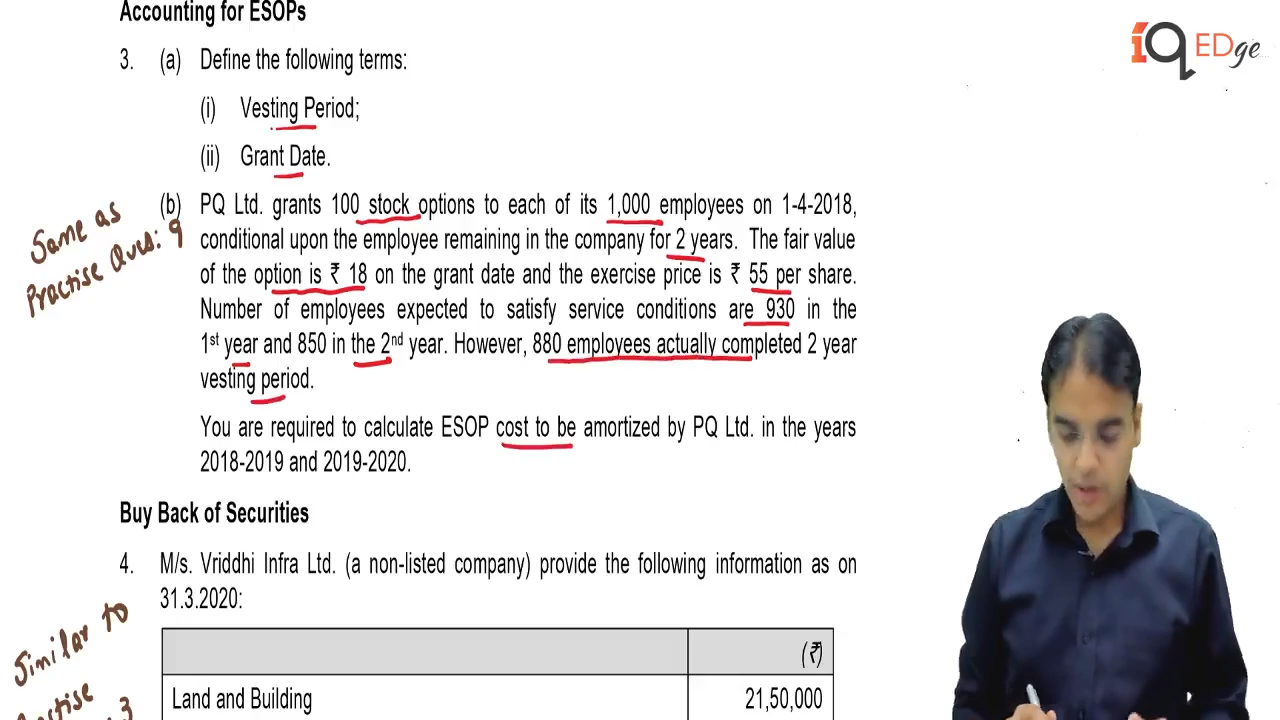 Accounting for ESOPs
iQ EDge
3. (a) Define the following terms:
(i) Vesting Period;
(ii) Grant Date.
Same as
Practise Ques: 9
(b) PQ Ltd. grants 100 stock options to each of its 1,000 employees on 1-4-2018,
conditional upon the employee remaining in the company for 2 years. The fair value
of the option is ₹ 18 on the grant date and the exercise price is ₹ 55 per share.
Number of employees expected to satisfy service conditions are 930 in the
1st year and 850 in the 2nd year. However, 880 employees actually completed 2 year
vesting period.
You are required to calculate ESOP cost to be amortized by PQ Ltd. in the years
2018-2019 and 2019-2020.
Buy Back of Securities
4. M/s. Vriddhi Infra Ltd. (a non-listed company) provide the following information as on
31.3.2020:
Similar to
(₹)
Land and Building 21,50,000